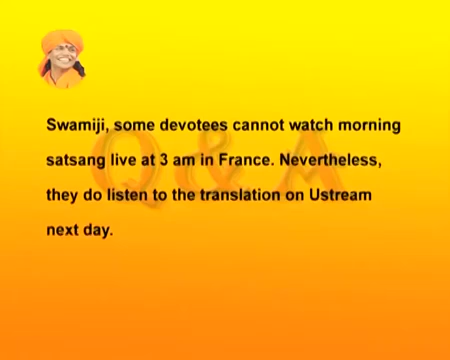 Swamiji, some devotees cannot watch morning
satsang live at 3 am in France. Nevertheless,
they do listen to the translation on Ustream
next day.
Q & A